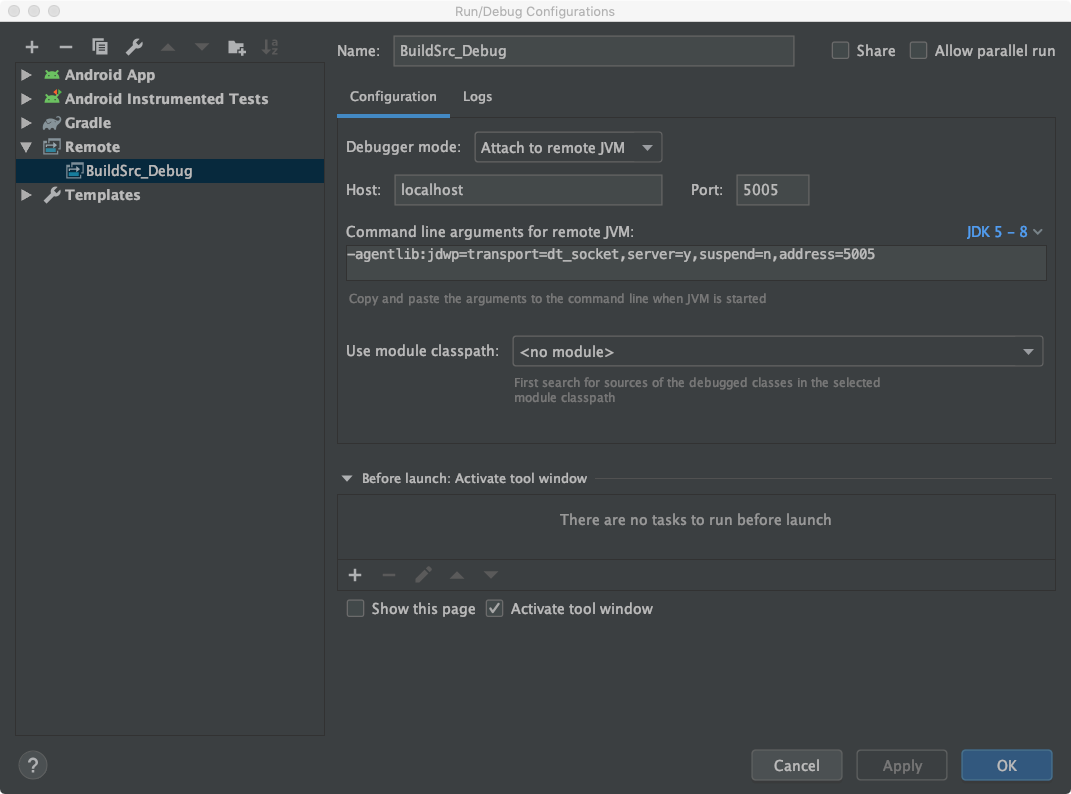 Run/Debug Configurations
Name: BuildSrc_Debug Share Allow parallel run
Android App
Android Instrumented Tests
Gradle
Remote
BuildSrc_Debug
Templates
Configuration Logs
Debugger mode: Attach to remote JVM
Host: localhost Port: 5005
Command line arguments for remote JVM: JDK 5 – 8
-agentlib:jdwp=transport=dt_socket,server=y,suspend=n,address=5005
Copy and paste the arguments to the command line when JVM is started
Use module classpath: <no module>
First search for sources of the debugged classes in the selected
module classpath
Before launch: Activate tool window
There are no tasks to run before launch
Show this page Activate tool window
? Cancel Apply OK